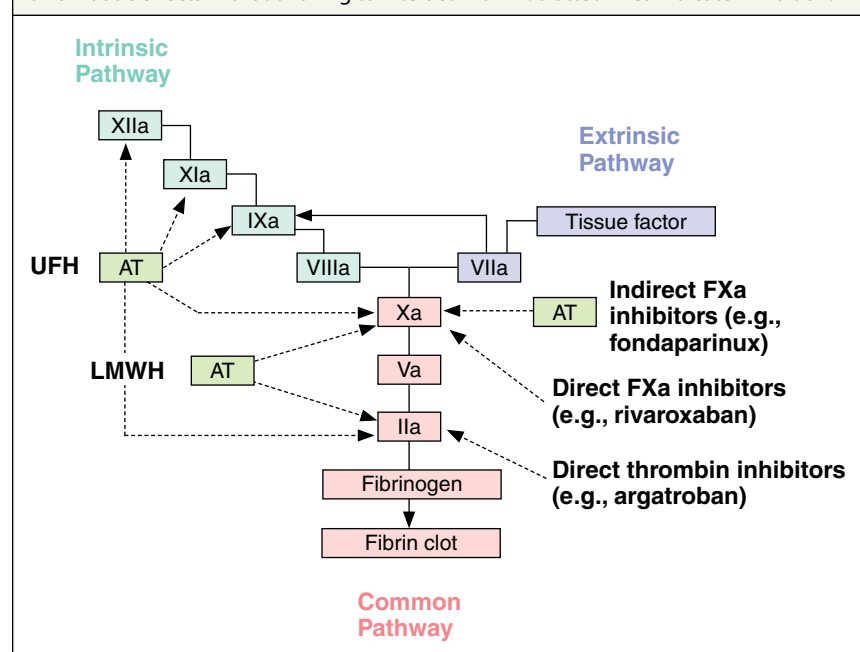 Intrinsic
Pathway
XIIa
Extrinsic
Pathway
XIa
IXa
Tissue factor
UFH
AT
VIIIa
VIIa
Xa
AT
Indirect FXa
inhibitors (e.g.,
fondaparinux)
LMWH
AT
Va
Direct FXa inhibitors
(e.g., rivaroxaban)
IIa
Direct thrombin inhibitors
(e.g., argatroban)
Fibrinogen
Fibrin clot
Common
Pathway